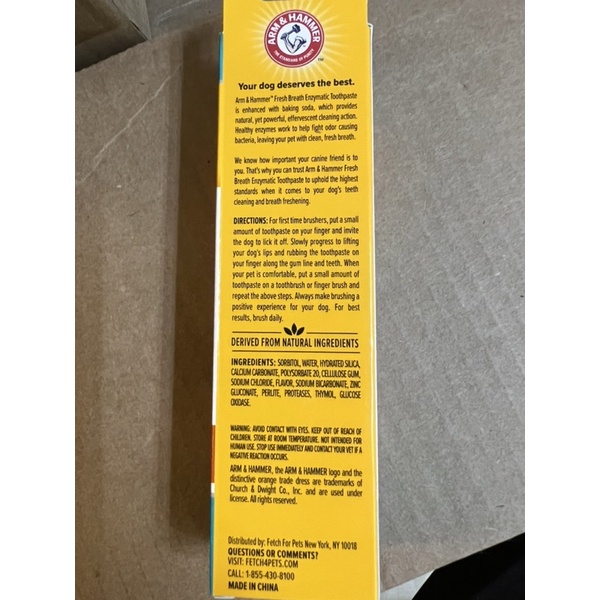 ARM & HAMMER
THE STANDARD OF PURITY
™
Your dog deserves the best.
Arm & Hammer™ Fresh Breath Enzymatic Toothpaste
is enhanced with baking soda, which provides
natural, yet powerful, effervescent cleaning action.
Healthy enzymes work to help fight odor causing
bacteria, leaving your pet with clean, fresh breath.
We know how important your canine friend is to
you. That's why you can trust Arm & Hammer Fresh
Breath Enzymatic Toothpaste to uphold the highest
standards when it comes to your dog's teeth
cleaning and breath freshening.
DIRECTIONS: For first time brushers, put a small
amount of toothpaste on your finger and invite
the dog to lick it off. Slowly progress to lifting
your dog's lips and rubbing the toothpaste on
your finger along the gum line and teeth. When
your pet is comfortable, put a small amount of
toothpaste on a toothbrush or finger brush and
repeat the above steps. Always make brushing a
positive experience for your dog. For best
results, brush daily.
DERIVED FROM NATURAL INGREDIENTS
INGREDIENTS: SORBITOL, WATER, HYDRATED SILICA,
CALCIUM CARBONATE, POLYSORBATE 20, CELLULOSE GUM,
SODIUM CHLORIDE, FLAVOR, SODIUM BICARBONATE, ZINC
GLUCONATE, PERLITE, PROTEASES, THYMOL, GLUCOSE
OXIDASE.
WARNING: AVOID CONTACT WITH EYES. KEEP OUT OF REACH OF
CHILDREN. STORE AT ROOM TEMPERATURE. NOT INTENDED FOR
HUMAN USE. STOP USE IMMEDIATELY AND CONTACT YOUR VET IF A
NEGATIVE REACTION OCCURS.
ARM & HAMMER, the ARM & HAMMER logo and the
distinctive orange trade dress are trademarks of
Church & Dwight Co., Inc. and are used under
license. All rights reserved.
Distributed by: Fetch For Pets New York, NY 10018
QUESTIONS OR COMMENTS?
VISIT: FETCH4PETS.COM
CALL: 1-855-430-8100
MADE IN CHINA